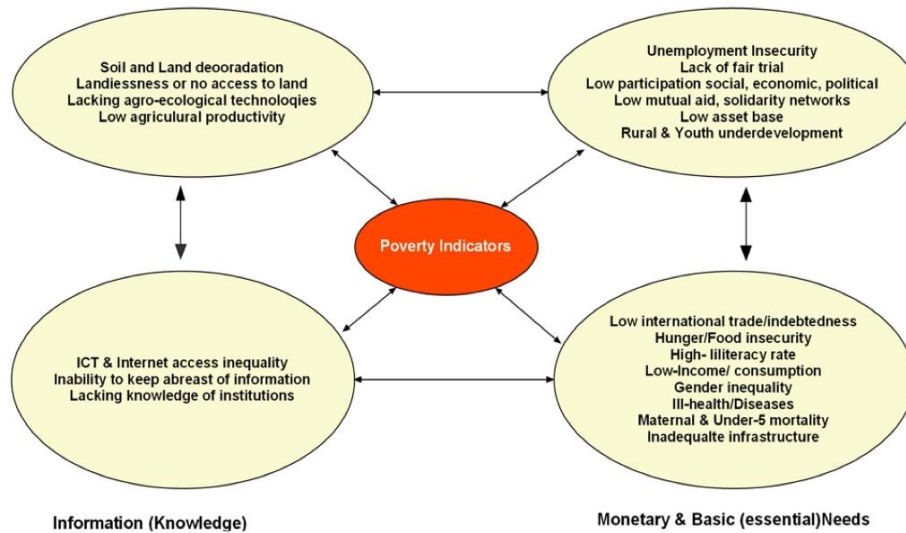 Soil and Land deooradation
Landiessness or no access to land
Lacking agro-ecological technoloqies
Low agriculural productivity
Unemployment Insecurity
Lack of fair trial
Low participation social, economic, political
Low mutual aid, solidarity networks
Low asset base
Rural & Youth underdevelopment
Poverty Indicators
ICT & Internet access inequality
Inability to keep abreast of information
Lacking knowledge of institutions
Low international trade/indebtedness
Hunger/Food insecurity
High- liliteracy rate
Low-Income/ consumption
Gender inequality
Ill-health/Diseases
Maternal & Under-5 mortality
Inadequalte infrastructure
Information (Knowledge)
Monetary & Basic (essential)Needs